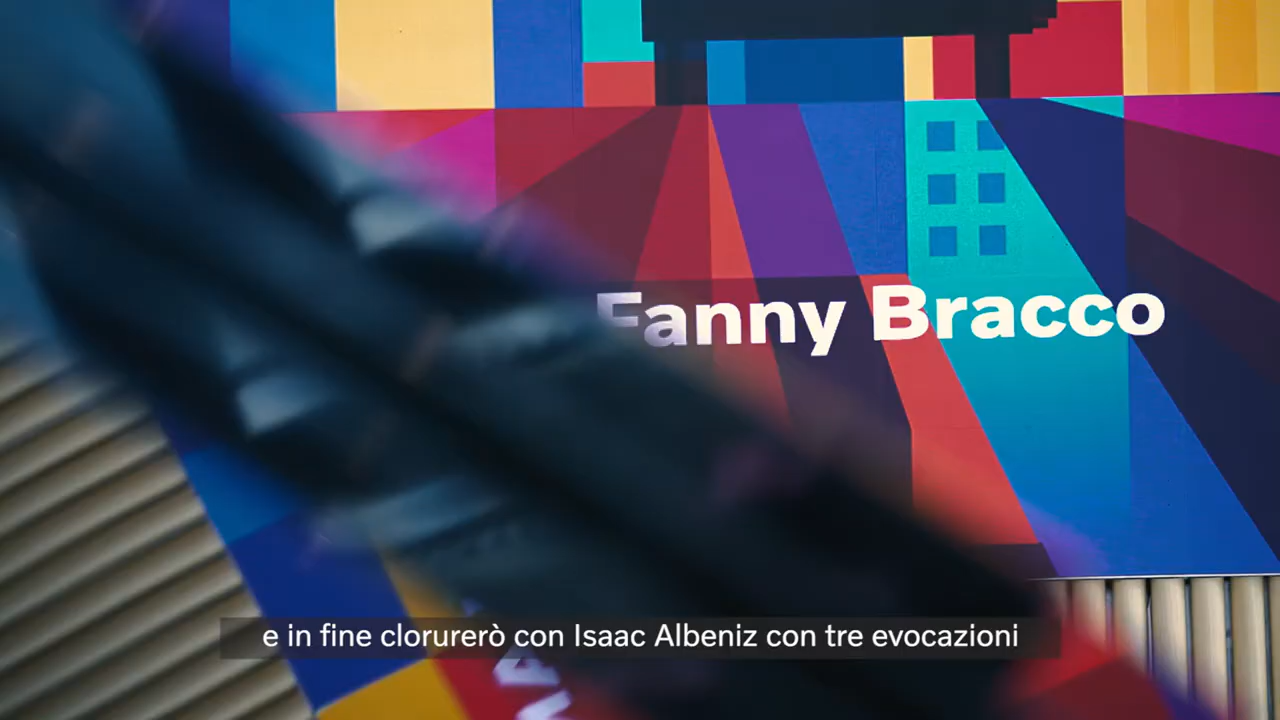 Fanny Bracco
e in fine clorurerò con Isaac Albeniz con tre evocazioni